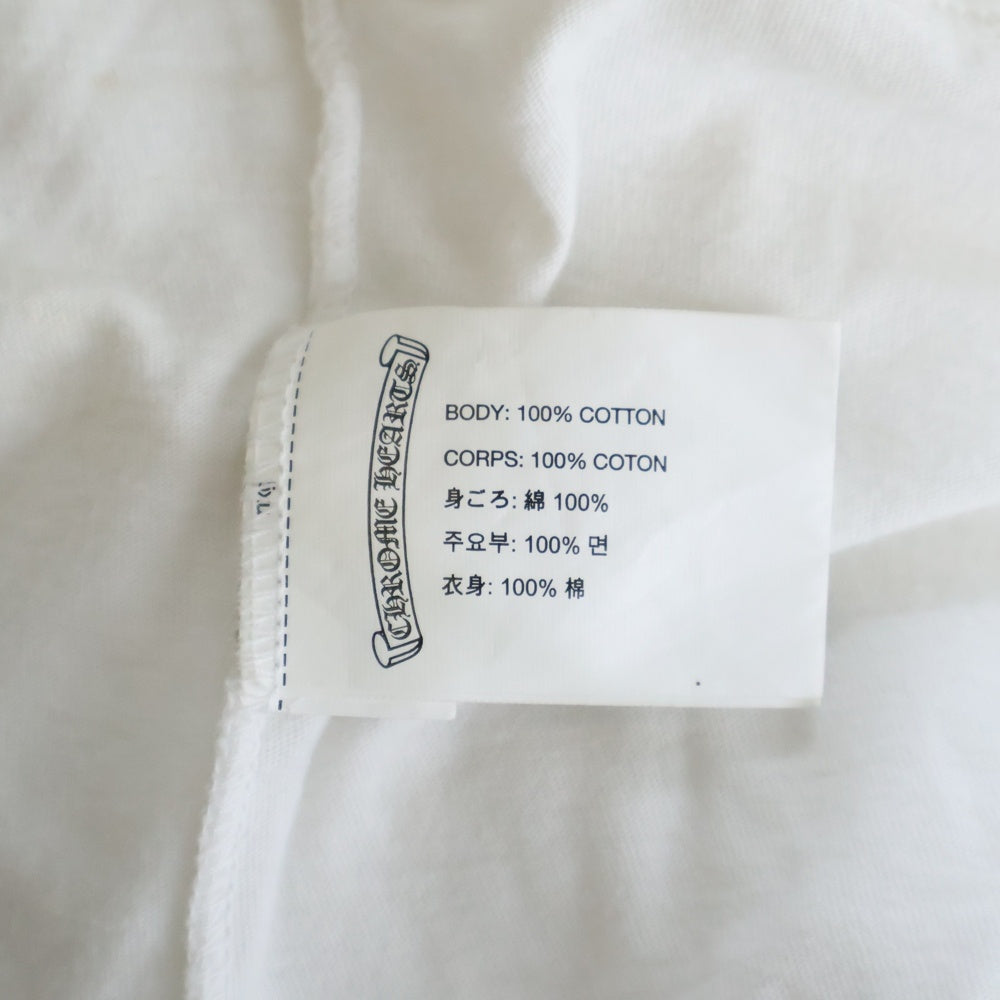 CHROME HEARTS
BODY: 100% COTTON
CORPS: 100% COTON
身ごろ: 綿 100%
주요부: 100% 면
衣身: 100% 棉